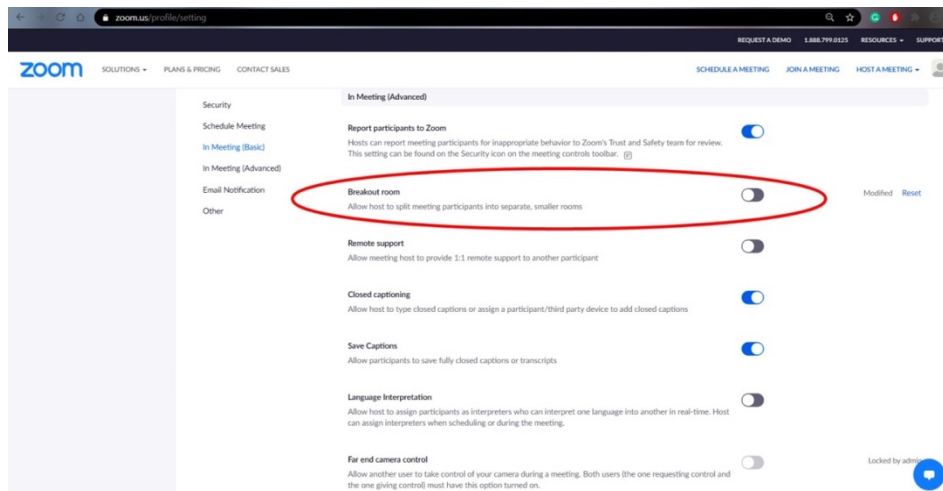 zoom.us/profile/setting
REQUEST A DEMO 1.888.799.0125 RESOURCES SUPPORT
zoom SOLUTIONS PLANS & PRICING CONTACT SALES SCHEDULE A MEETING JOIN A MEETING HOST A MEETING
Security
Schedule Meeting
In Meeting (Basic)
In Meeting (Advanced)
Email Notification
Other
In Meeting (Advanced)
Report participants to Zoom
Hosts can report meeting participants for inappropriate behavior to Zoom's Trust and Safety team for review.
This setting can be found on the Security icon on the meeting controls toolbar.
Breakout room
Allow host to split meeting participants into separate, smaller rooms
Modified Reset
Remote support
Allow meeting host to provide 1:1 remote support to another participant
Closed captioning
Allow host to type closed captions or assign a participant/third party device to add closed captions
Save Captions
Allow participants to save fully closed captions or transcripts
Language Interpretation
Allow host to assign participants as interpreters who can interpret one language into another in real-time. Host
can assign interpreters when scheduling or during the meeting.
Far end camera control
Locked by admin
Allow another user to take control of your camera during a meeting. Both users (the one requesting control and
the one giving control) must have this option turned on.